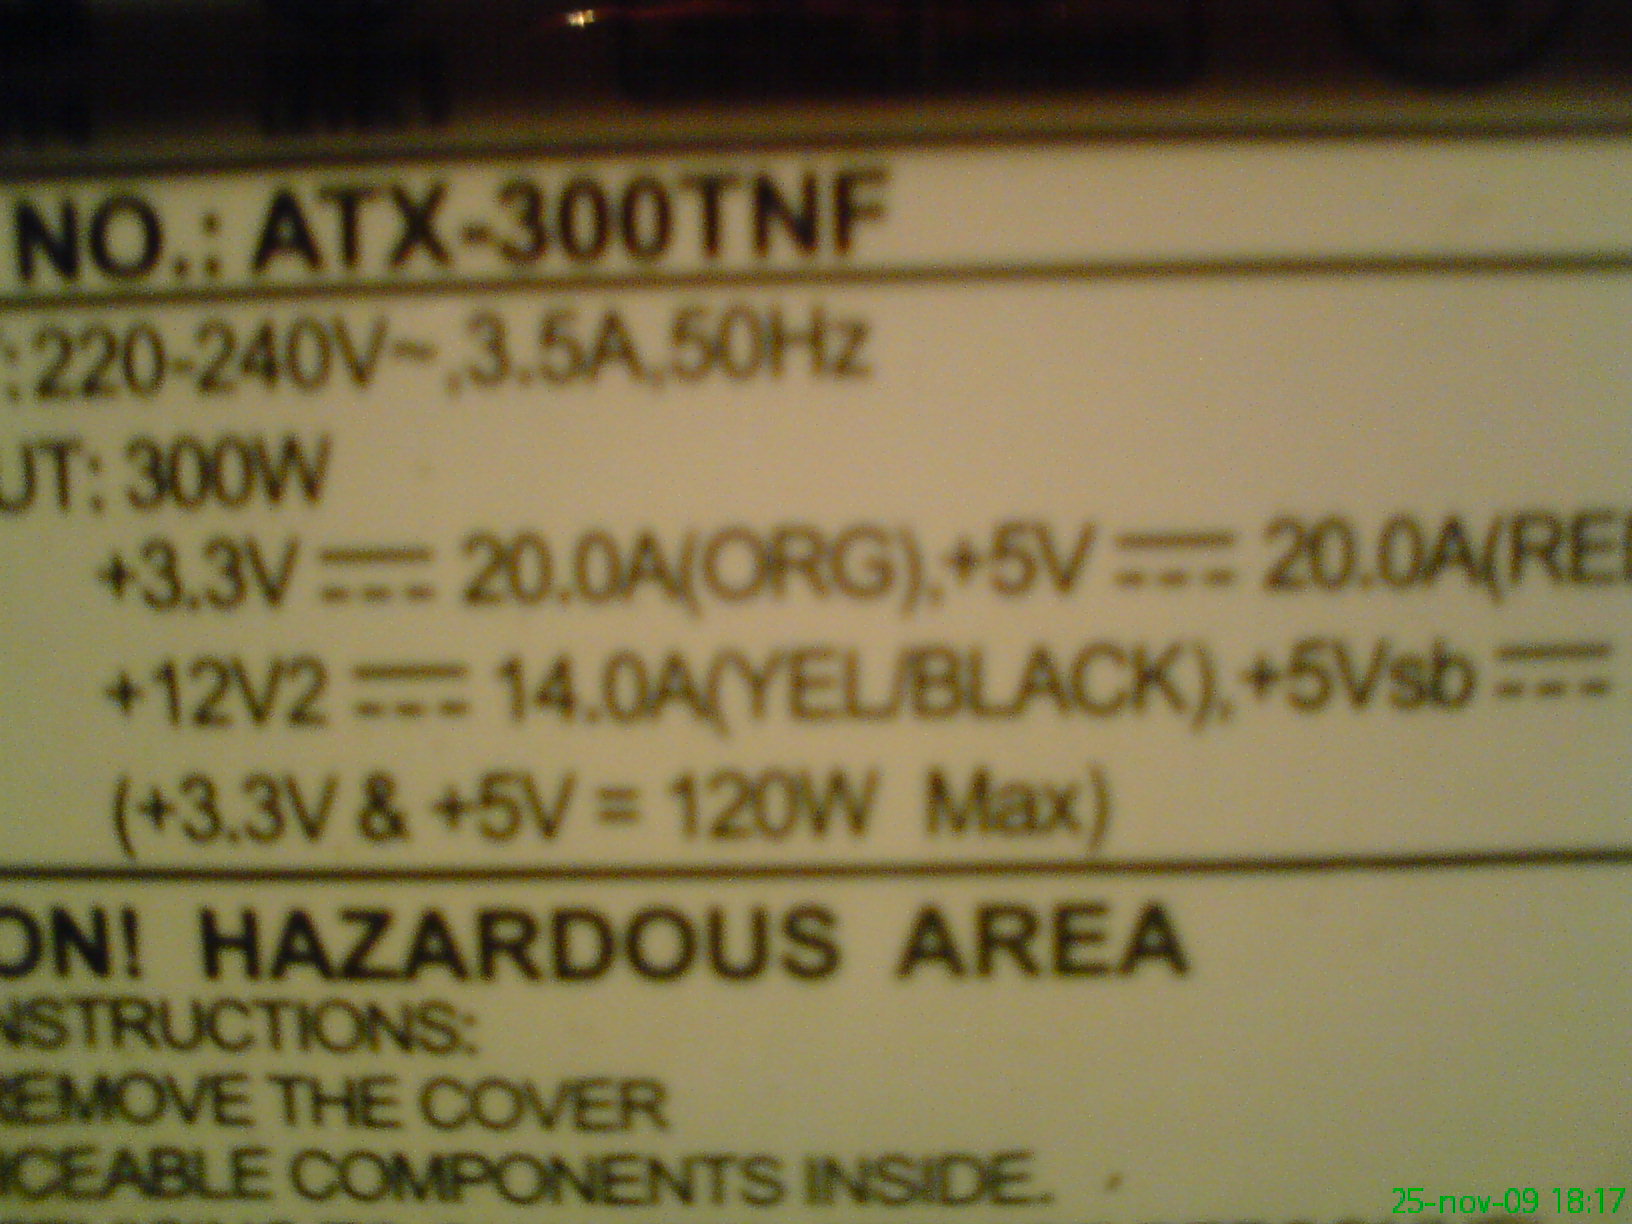 NO.: ATX-300TNF
:220-240V~,3.5A,50Hz
UT: 300W
+3.3V ⎓ 20.0A(ORG),+5V ⎓ 20.0A(RE
+12V2 ⎓ 14.0A(YEL/BLACK),+5Vsb ⎓
(+3.3V & +5V = 120W Max)
ON! HAZARDOUS AREA
NSTRUCTIONS:
REMOVE THE COVER
ICEABLE COMPONENTS INSIDE.
25-nov-09 18:17